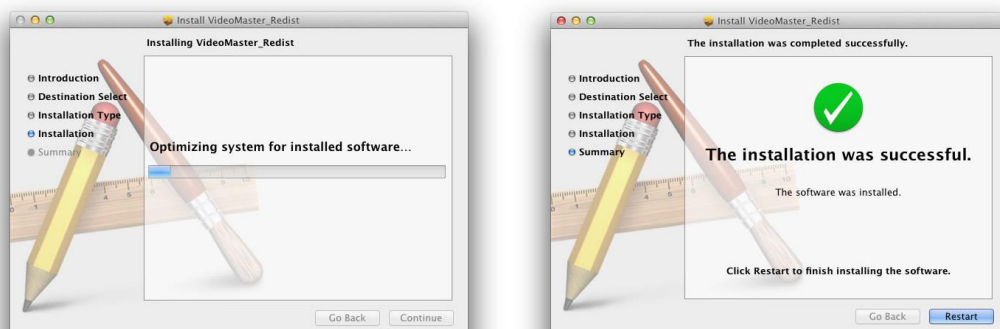 Install VideoMaster_Redist
Installing VideoMaster_Redist
Introduction
Destination Select
Installation Type
Installation
Summary
Optimizing system for installed software...
Go Back
Continue
Install VideoMaster_Redist
The installation was completed successfully.
Introduction
Destination Select
Installation Type
Installation
Summary
The installation was successful.
The software was installed.
Click Restart to finish installing the software.
Go Back
Restart